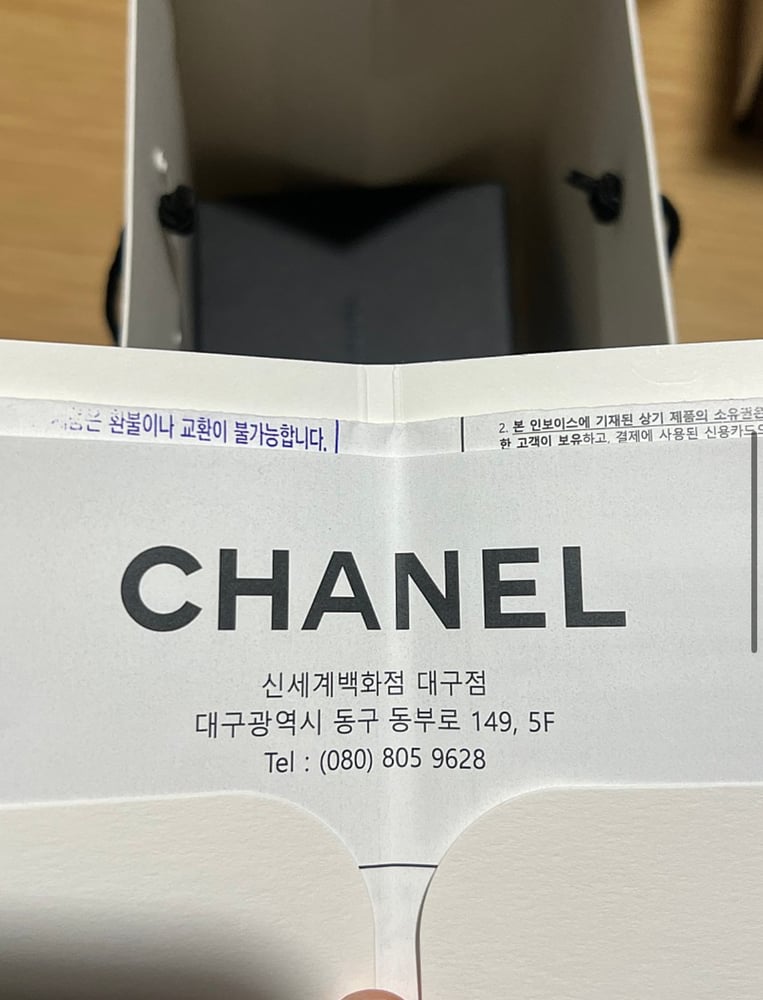 환불이나 교환이 불가능합니다.
2. 본 인보이스에 기재된 상기 제품의 소유권은
한 고객이 보유하고, 결제에 사용된 신용카드
CHANEL
신세계백화점 대구점
대구광역시 동구 동부로 149, 5F
Tel : (080) 805 9628